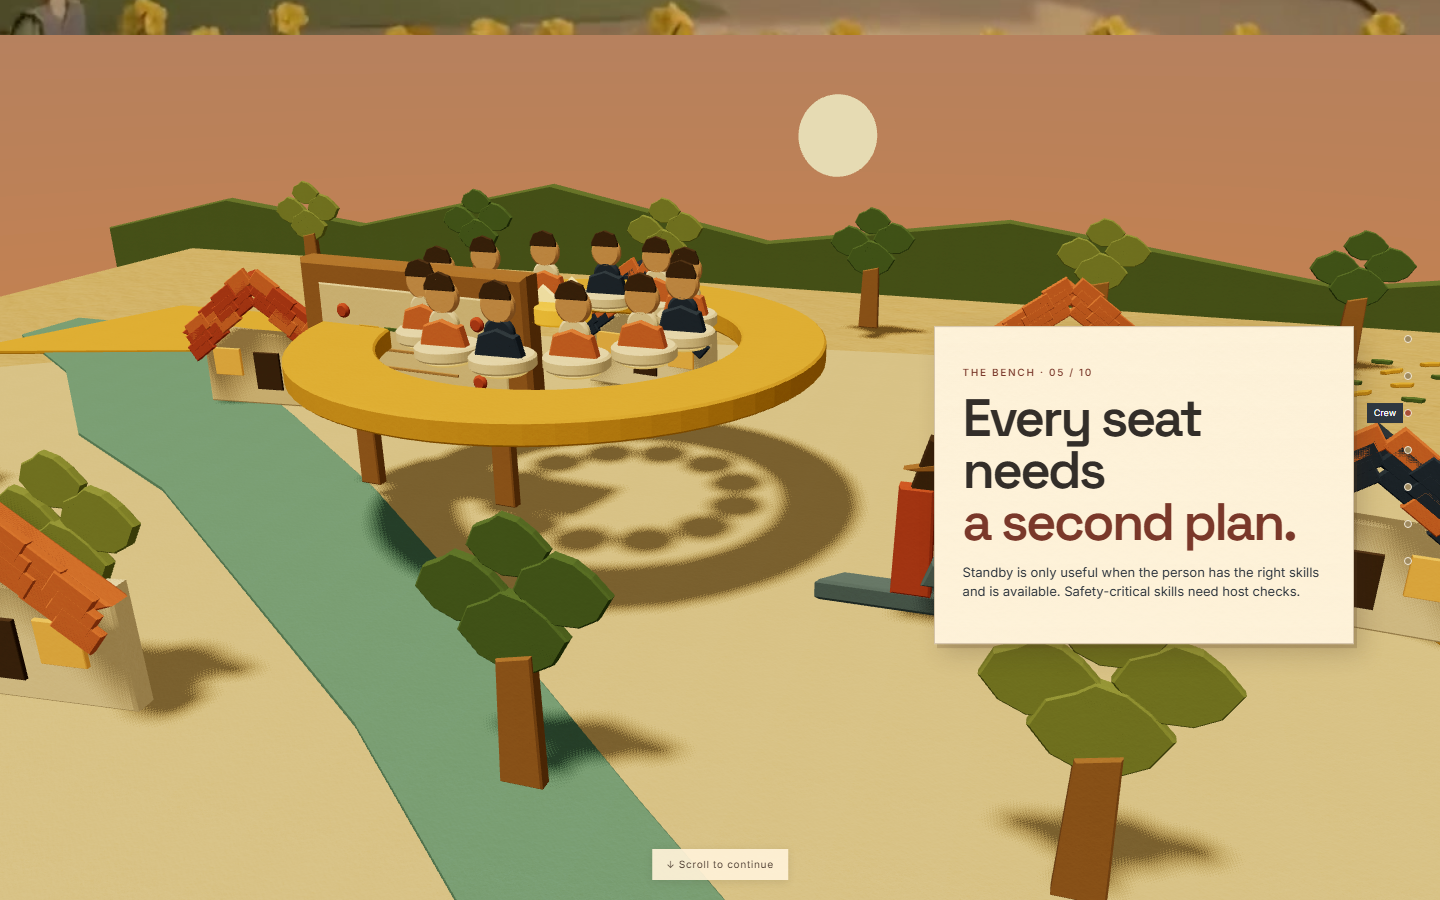 THE BENCH · 05 / 10
Every seat
needs
a second plan.
Standby is only useful when the person has the right skills
and is available. Safety-critical skills need host checks.
Crew
↓ Scroll to continue